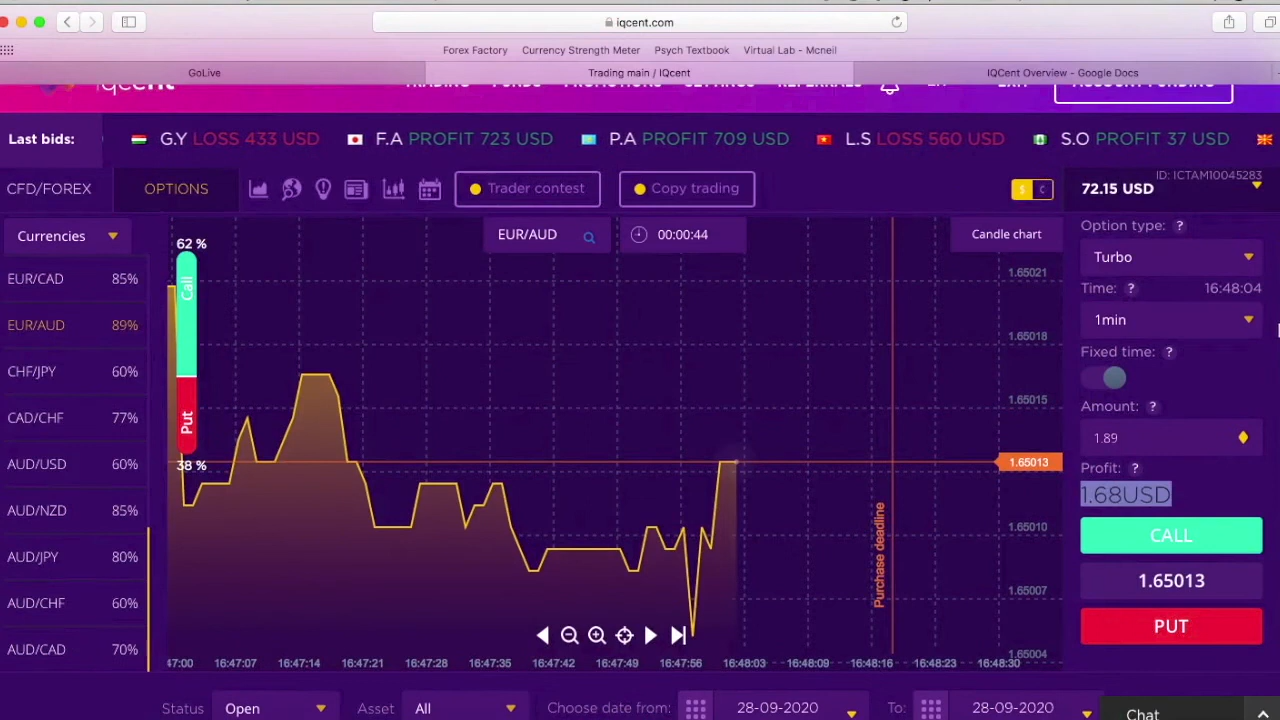 iqcent.com
Forex Factory Currency Strength Meter Psych Textbook Virtual Lab - Mcneil
GoLive Trading main / IQcent IQCent Overview - Google Docs
iqcent TRADING FUNDS PROMOTIONS SETTINGS REFERRALS EXIT ACCOUNT FUNDING
Last bids: G.Y LOSS 433 USD F.A PROFIT 723 USD P.A PROFIT 709 USD L.S LOSS 560 USD S.O PROFIT 37 USD
CFD/FOREX OPTIONS Trader contest Copy trading $ ¢ 72.15 USD ID: ICTAM10045283
Currencies
EUR/CAD 85%
EUR/AUD 89%
CHF/JPY 60%
CAD/CHF 77%
AUD/USD 60%
AUD/NZD 85%
AUD/JPY 80%
AUD/CHF 60%
AUD/CAD 70%
62 %
Call
Put
38 %
EUR/AUD 00:00:44 Candle chart
1.65021
1.65018
1.65015
1.65013
1.65010
1.65007
1.65004
Purchase deadline
47:00 16:47:07 16:47:14 16:47:21 16:47:28 16:47:35 16:47:42 16:47:49 16:47:56 16:48:03 16:48:09 16:48:16 16:48:23 16:48:30
Option type: ?
Turbo
Time: ? 16:48:04
1min
Fixed time: ?
Amount: ?
1.89
Profit: ?
1.68USD
CALL
1.65013
PUT
Status Open Asset All Choose date from: 28-09-2020 To: 28-09-2020
Chat